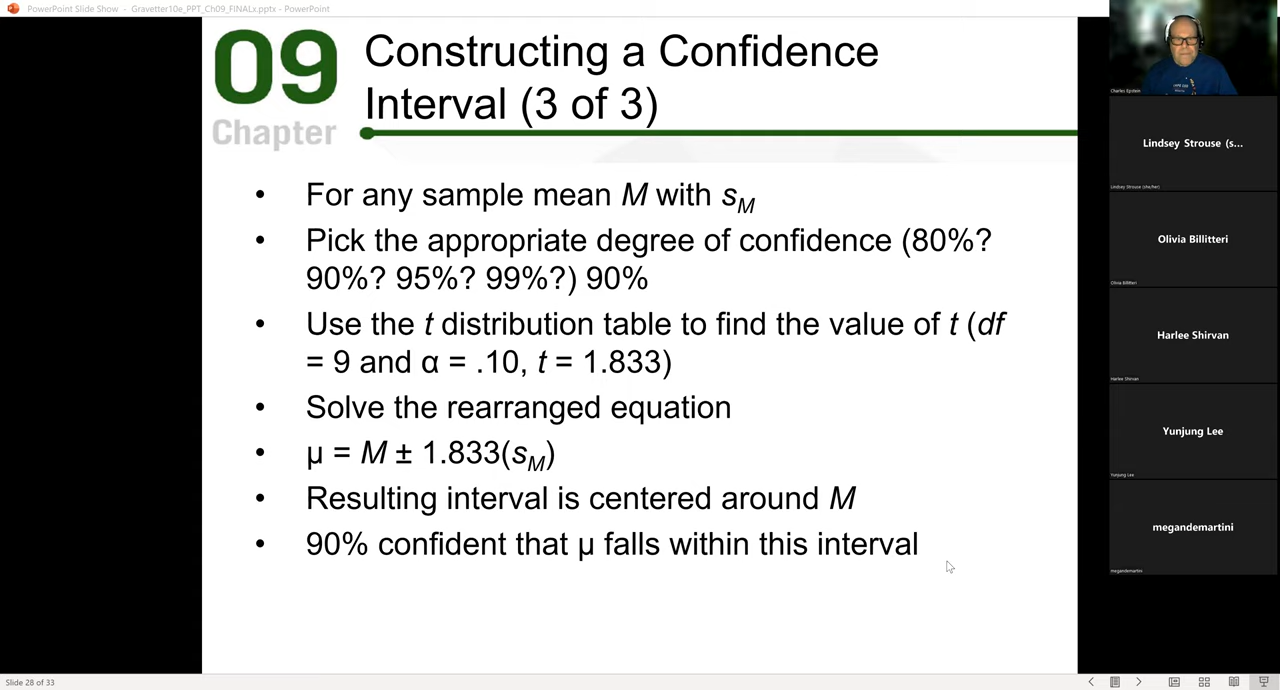 PowerPoint Slide Show - Gravetter10e_PPT_Ch09_FINALx.pptx - PowerPoint
09
Chapter
Constructing a Confidence
Interval (3 of 3)
• For any sample mean M with sM
• Pick the appropriate degree of confidence (80%?
90%? 95%? 99%?) 90%
• Use the t distribution table to find the value of t (df
= 9 and α = .10, t = 1.833)
• Solve the rearranged equation
• μ = M ± 1.833(sM)
• Resulting interval is centered around M
• 90% confident that μ falls within this interval
Charles Epstein
Lindsey Strouse (s...
Lindsey Strouse (she/her)
Olivia Billitteri
Olivia Billitteri
Harlee Shirvan
Harlee Shirvan
Yunjung Lee
Yunjung Lee
megandemartini
megandemartini
Slide 28 of 33